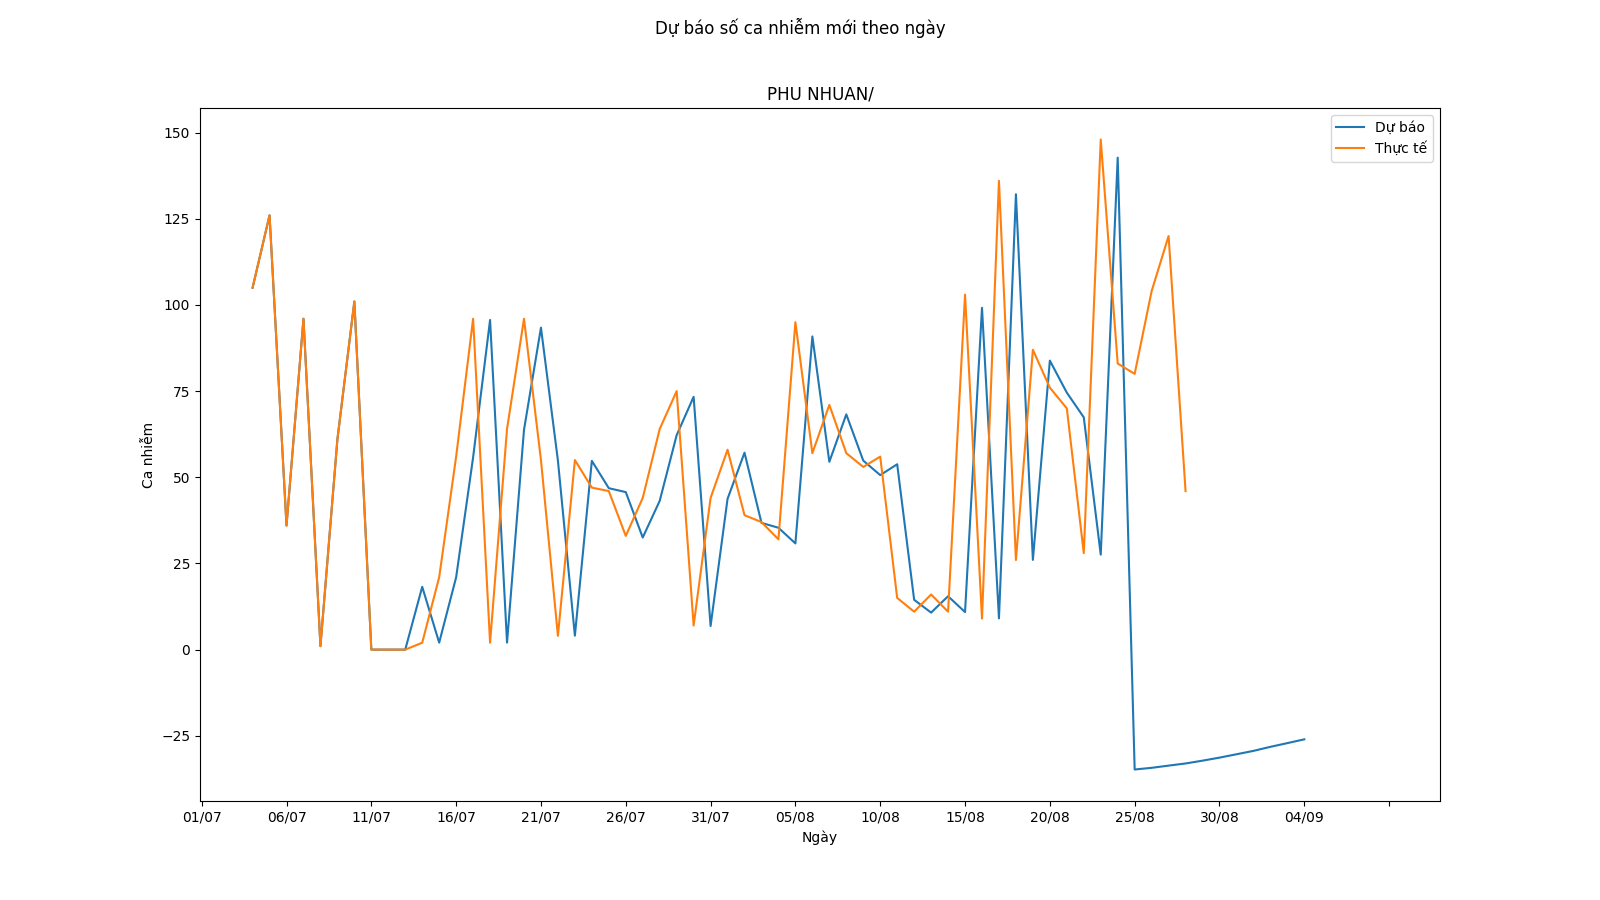 Dự báo số ca nhiễm mới theo ngày
PHU NHUAN/
Dự báo
Thực tế
150
125
100
75
50
25
0
−25
Ca nhiễm
01/07 06/07 11/07 16/07 21/07 26/07 31/07 05/08 10/08 15/08 20/08 25/08 30/08 04/09
Ngày